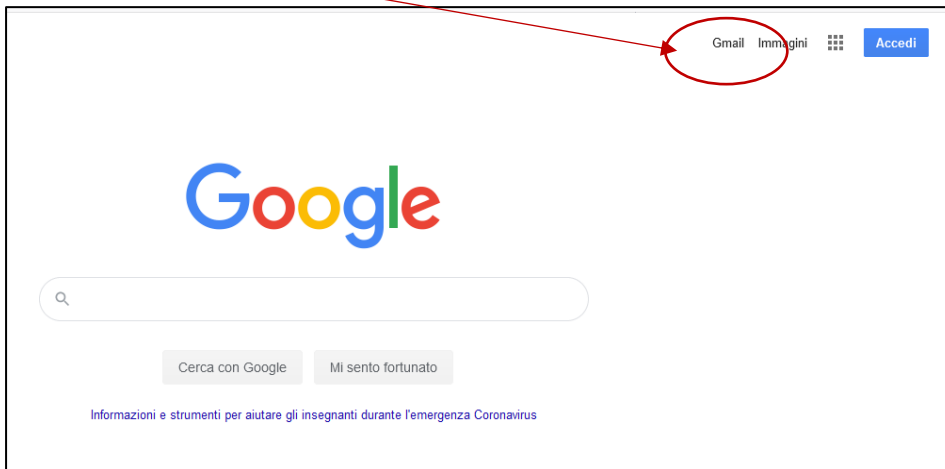 Gmail Immagini Accedi
Google
Cerca con Google Mi sento fortunato
Informazioni e strumenti per aiutare gli insegnanti durante l'emergenza Coronavirus